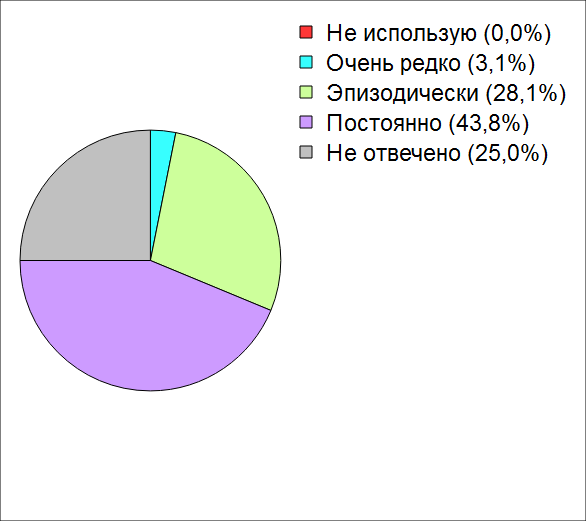 Не использую (0,0%)
Очень редко (3,1%)
Эпизодически (28,1%)
Постоянно (43,8%)
Не отвечено (25,0%)